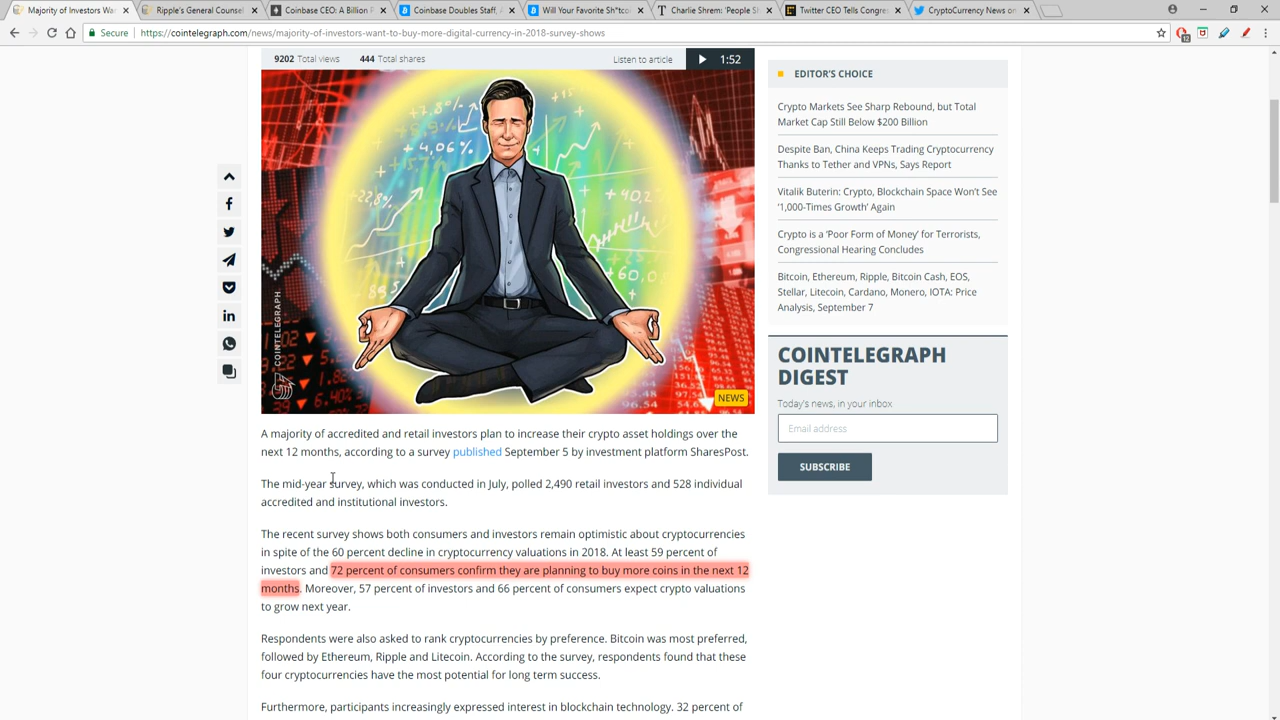 Majority of Investors Wa
Ripple's General Counsel
Coinbase CEO: A Billion P
Coinbase Doubles Staff, A
Will Your Favorite Sh*tcoi
Charlie Shrem: 'People St
Twitter CEO Tells Congres
CryptoCurrency News on
Secure
https://cointelegraph.com/news/majority-of-investors-want-to-buy-more-digital-currency-in-2018-survey-shows
12
9202 Total views
444 Total shares
Listen to article
1:52
+7.8%
+4,06%
COINTELEGRAPH
NEWS
A majority of accredited and retail investors plan to increase their crypto asset holdings over the
next 12 months, according to a survey published September 5 by investment platform SharesPost.
The mid-year survey, which was conducted in July, polled 2,490 retail investors and 528 individual
accredited and institutional investors.
The recent survey shows both consumers and investors remain optimistic about cryptocurrencies
in spite of the 60 percent decline in cryptocurrency valuations in 2018. At least 59 percent of
investors and 72 percent of consumers confirm they are planning to buy more coins in the next 12
months. Moreover, 57 percent of investors and 66 percent of consumers expect crypto valuations
to grow next year.
Respondents were also asked to rank cryptocurrencies by preference. Bitcoin was most preferred,
followed by Ethereum, Ripple and Litecoin. According to the survey, respondents found that these
four cryptocurrencies have the most potential for long term success.
Furthermore, participants increasingly expressed interest in blockchain technology. 32 percent of
EDITOR'S CHOICE
Crypto Markets See Sharp Rebound, but Total
Market Cap Still Below $200 Billion
Despite Ban, China Keeps Trading Cryptocurrency
Thanks to Tether and VPNs, Says Report
Vitalik Buterin: Crypto, Blockchain Space Won't See
'1,000-Times Growth' Again
Crypto is a 'Poor Form of Money' for Terrorists,
Congressional Hearing Concludes
Bitcoin, Ethereum, Ripple, Bitcoin Cash, EOS,
Stellar, Litecoin, Cardano, Monero, IOTA: Price
Analysis, September 7
COINTELEGRAPH
DIGEST
Today's news, in your inbox
Email address
SUBSCRIBE